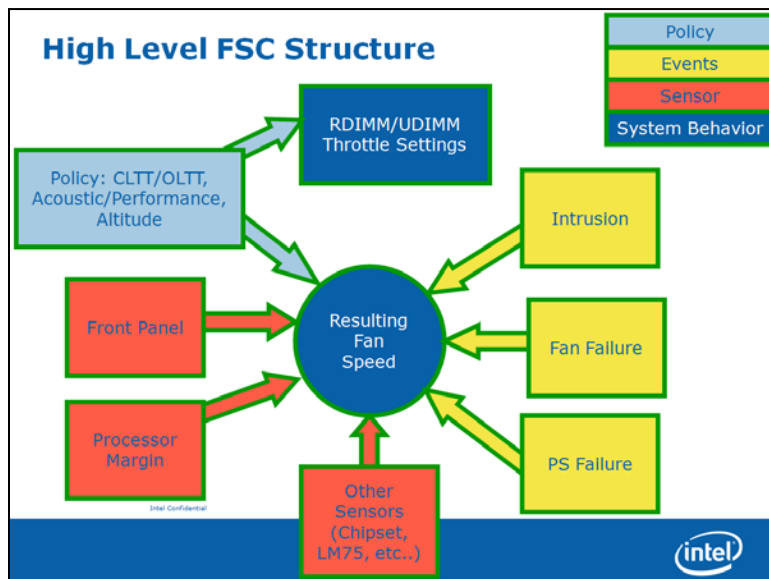 High Level FSC Structure
Policy
Events
Sensor
System Behavior
RDIMM/UDIMM
Throttle Settings
Policy: CLTT/OLTT,
Acoustic/Performance,
Altitude
Intrusion
Front Panel
Resulting
Fan
Speed
Fan Failure
Processor
Margin
PS Failure
Other
Sensors
(Chipset,
LM75, etc..)
Intel Confidential
intel